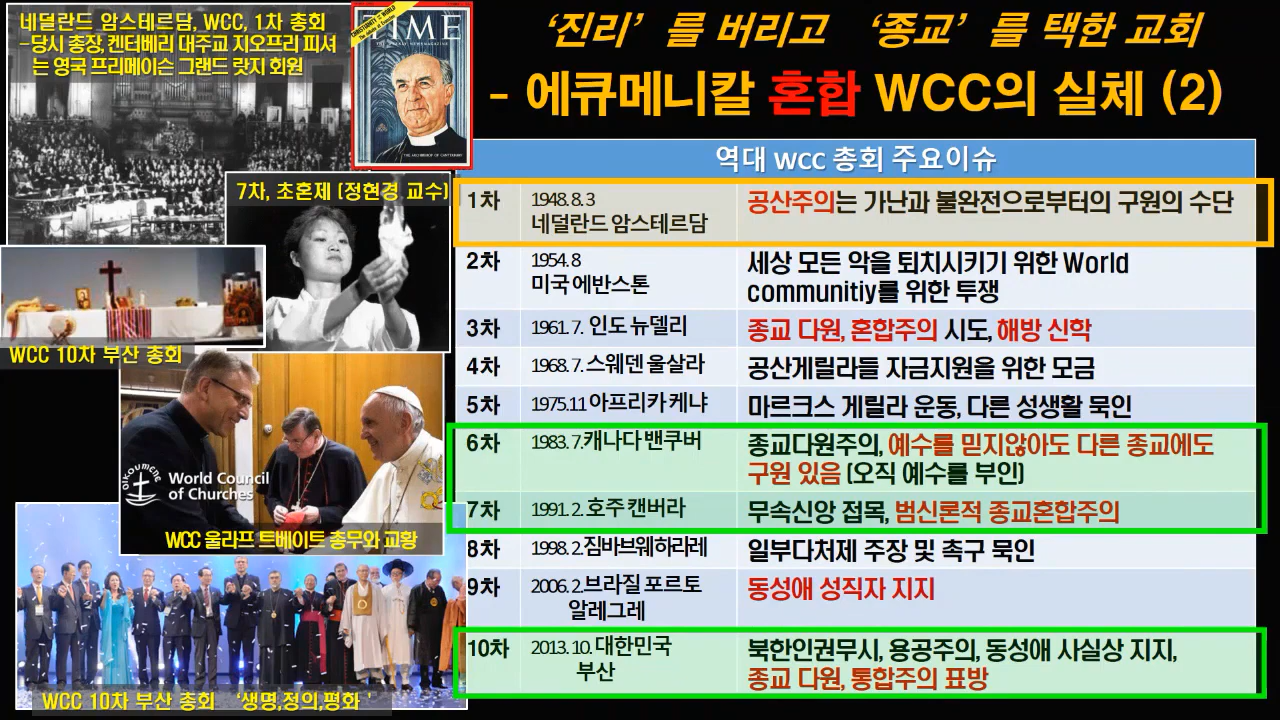 네덜란드 암스테르담, WCC, 1차 총회
-당시 총장, 켄터베리 대주교 지오프리 피셔
는 영국 프리메이슨 그랜드 랏지 회원
TIME
THE WEEKLY NEWSMAGAZINE
THE ARCHBISHOP OF CANTERBURY
‘진리’를 버리고 ‘종교’를 택한 교회
- 에큐메니칼 혼합 WCC의 실체 (2)
7차, 초혼제 (정현경 교수)
WCC 10차 부산 총회
OIKOUMENE
World Council
of Churches
WCC 울라프 트베이트 총무와 교황
WCC 10차 부산 총회 ‘생명,정의,평화 ’
역대 wcc 총회 주요이슈
1차 1948. 8. 3 공산주의는 가난과 불완전으로부터의 구원의 수단
네덜란드 암스테르담
2차 1954. 8 세상 모든 악을 퇴치시키기 위한 World
미국 에반스톤 communitiy를 위한 투쟁
3차 1961. 7. 인도 뉴델리 종교 다원, 혼합주의 시도, 해방 신학
4차 1968. 7. 스웨덴 울살라 공산게릴라들 자금지원을 위한 모금
5차 1975.11 아프리카 케냐 마르크스 게릴라 운동, 다른 성생활 묵인
6차 1983. 7.캐나다 밴쿠버 종교다원주의, 예수를 믿지않아도 다른 종교에도
구원 있음 (오직 예수를 부인)
7차 1991. 2. 호주 캔버라 무속신앙 접목, 범신론적 종교혼합주의
8차 1998. 2.짐바브웨하라레 일부다처제 주장 및 촉구 묵인
9차 2006. 2.브라질 포르토 동성애 성직자 지지
알레그레
10차 2013. 10. 대한민국 북한인권무시, 용공주의, 동성애 사실상 지지,
부산 종교 다원, 통합주의 표방